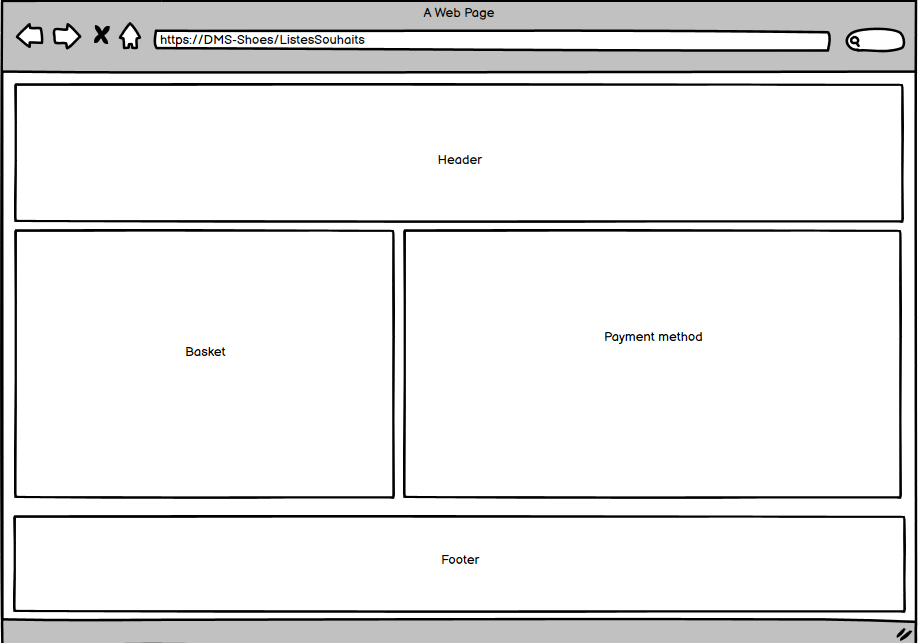 A Web Page
https://DMS-Shoes/ListesSouhaits
Header
Basket
Payment method
Footer